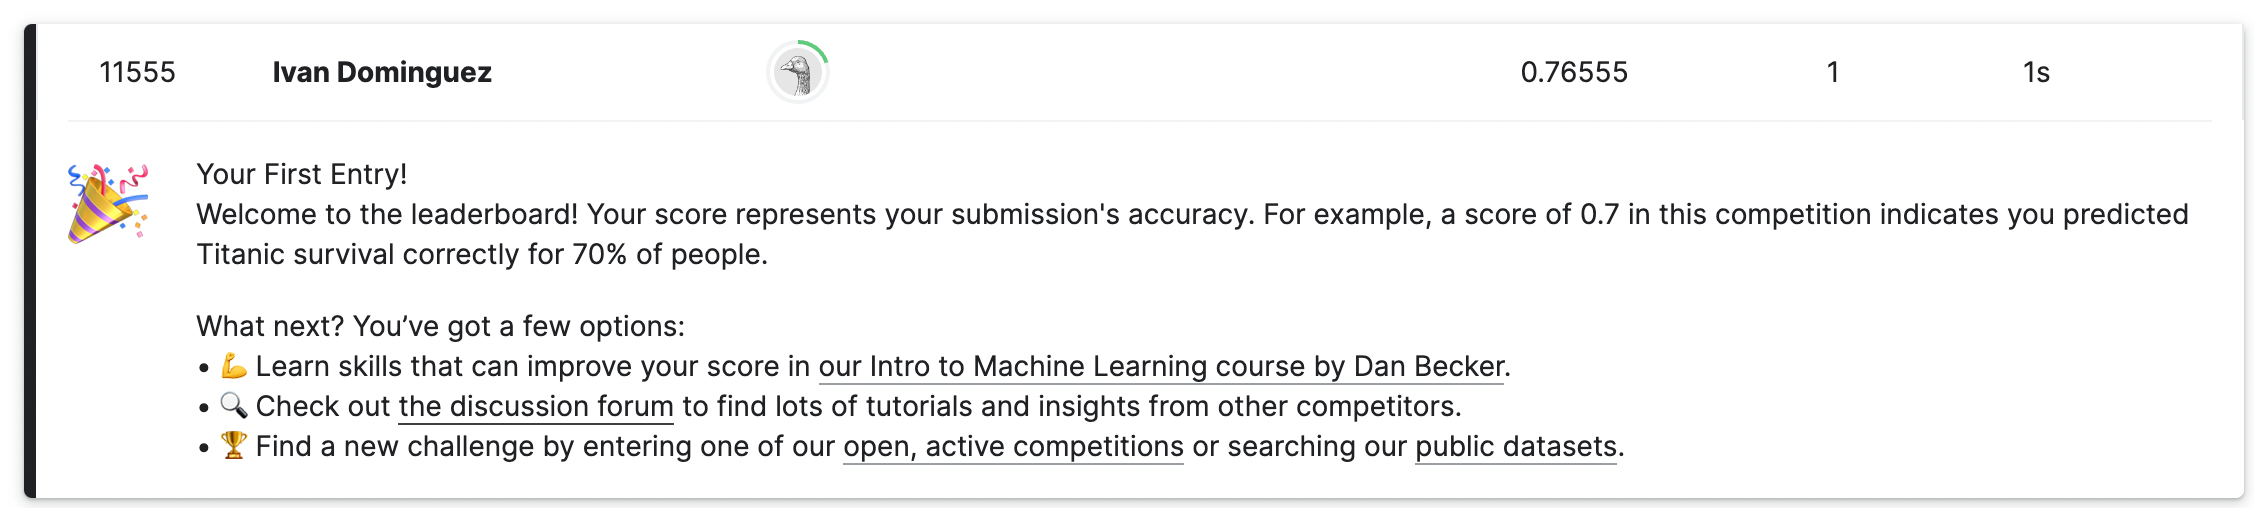 11555 Ivan Dominguez 0.76555 1 1s
Your First Entry!
Welcome to the leaderboard! Your score represents your submission's accuracy. For example, a score of 0.7 in this competition indicates you predicted
Titanic survival correctly for 70% of people.
What next? You’ve got a few options:
• 💪 Learn skills that can improve your score in our Intro to Machine Learning course by Dan Becker.
• 🔍 Check out the discussion forum to find lots of tutorials and insights from other competitors.
• 🏆 Find a new challenge by entering one of our open, active competitions or searching our public datasets.